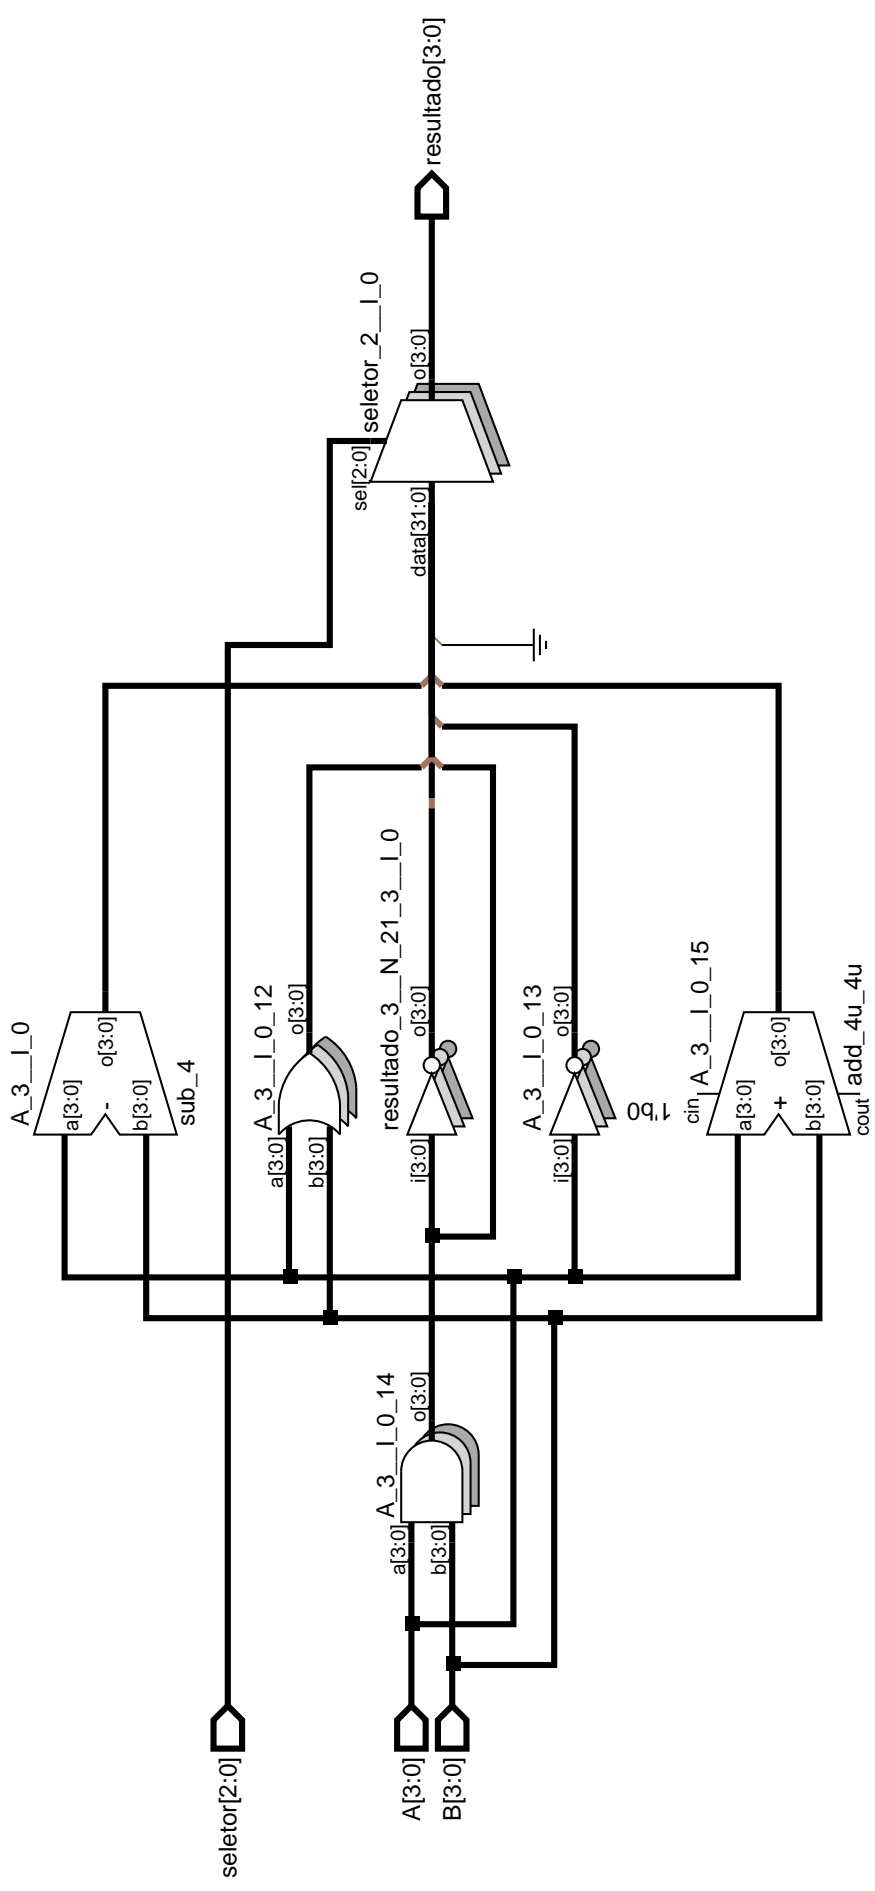 resultado[3:0]
seletor_2__I_0
o[3:0]
sel[2:0]
data[31:0]
A_3__I_0
a[3:0]
b[3:0]
-
o[3:0]
sub_4
A_3__I_0_12
a[3:0]
b[3:0]
o[3:0]
resultado_3__N_21_3__I_0
i[3:0]
o[3:0]
A_3__I_0_13
i[3:0]
o[3:0]
1'b0
cin
A_3__I_0_15
a[3:0]
b[3:0]
+
o[3:0]
cout
add_4u_4u
A_3__I_0_14
a[3:0]
b[3:0]
o[3:0]
seletor[2:0]
A[3:0]
B[3:0]